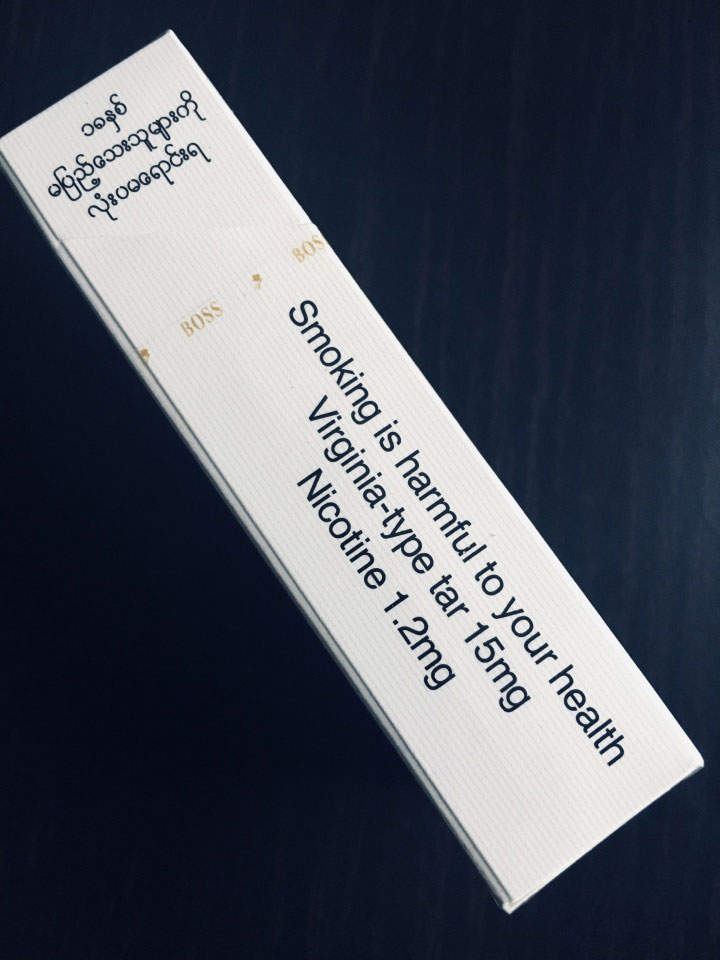 ၁၈နှစ်
မပြည့်သေးသူများကို
လုံးဝမရောင်းရ
BOSS
BOSS
Smoking is harmful to your health
Virginia-type tar 15mg
Nicotine 1.2mg